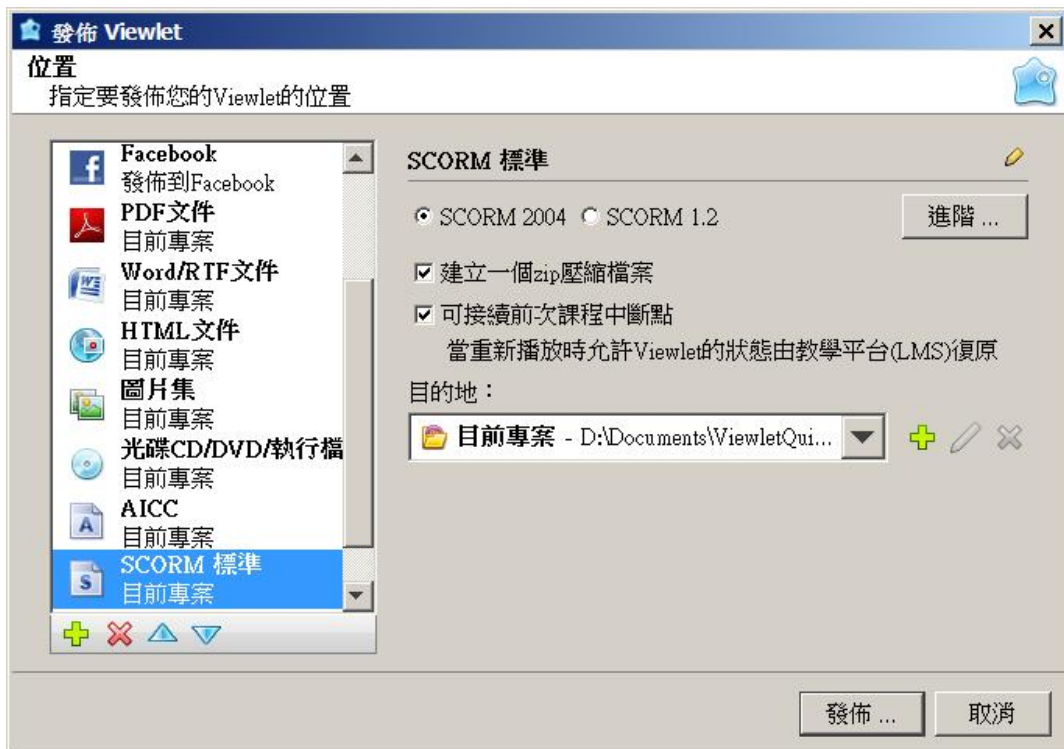 發佈 Viewlet
位置
指定要發佈您的Viewlet的位置
Facebook
發佈到Facebook
PDF文件
目前專案
Word/RTF文件
目前專案
HTML文件
目前專案
圖片集
目前專案
光碟CD/DVD/執行檔
目前專案
AICC
目前專案
SCORM 標準
目前專案
SCORM 標準
SCORM 2004 SCORM 1.2
進階 ...
建立一個zip壓縮檔案
可接續前次課程中斷點
當重新播放時允許Viewlet的狀態由教學平台(LMS)復原
目的地：
目前專案 - D:\Documents\ViewletQui...
發佈 ... 取消